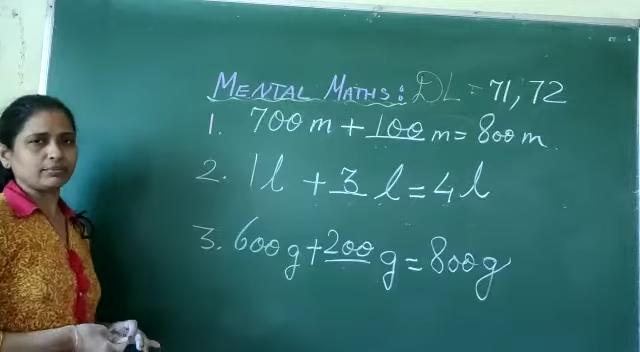 MENTAL MATHS: DL - 71, 72
1. 700 m + 100 m = 800 m.
2. 1 l + 3 l = 4 l
3. 600 g + 200 g = 800 g